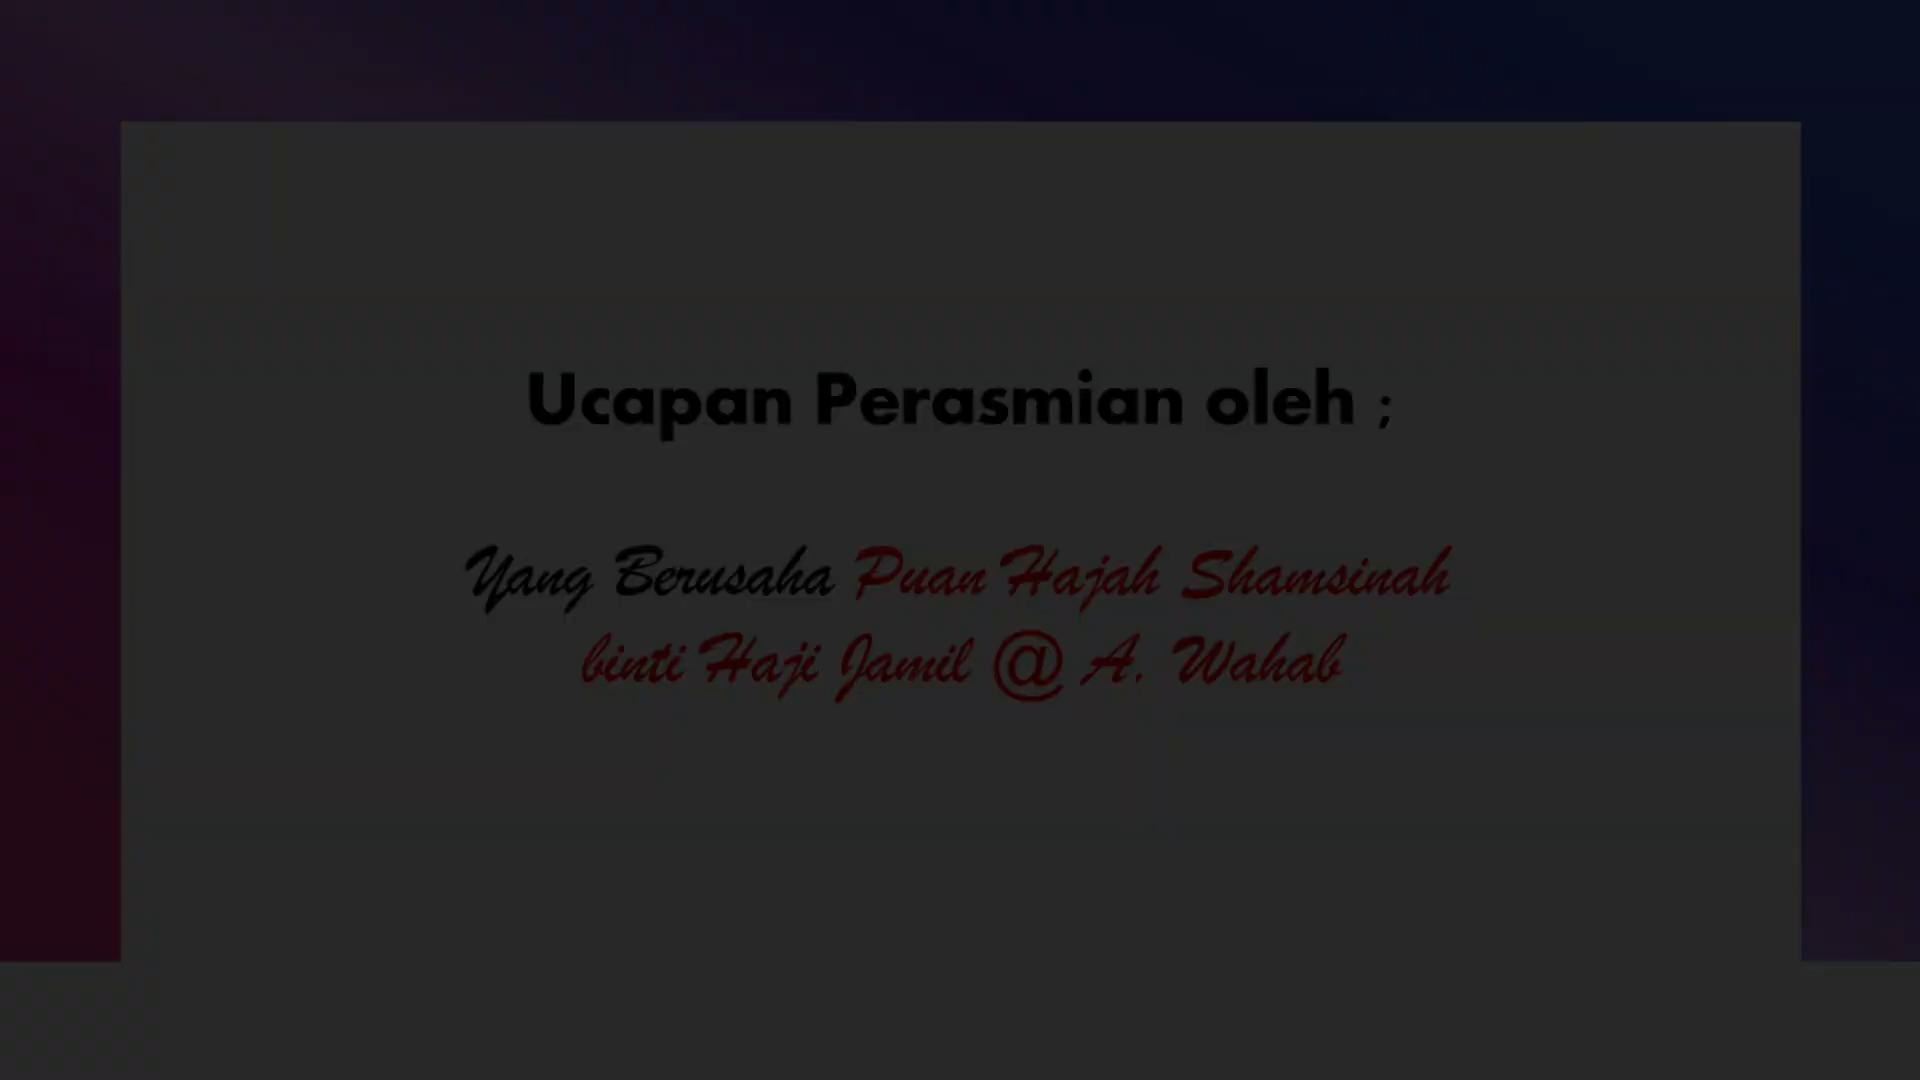 Ucapan Perasmian oleh ;
Yang Berusaha Puan Hajah Shamsinah
binti Haji Jamil @ A. Wahab